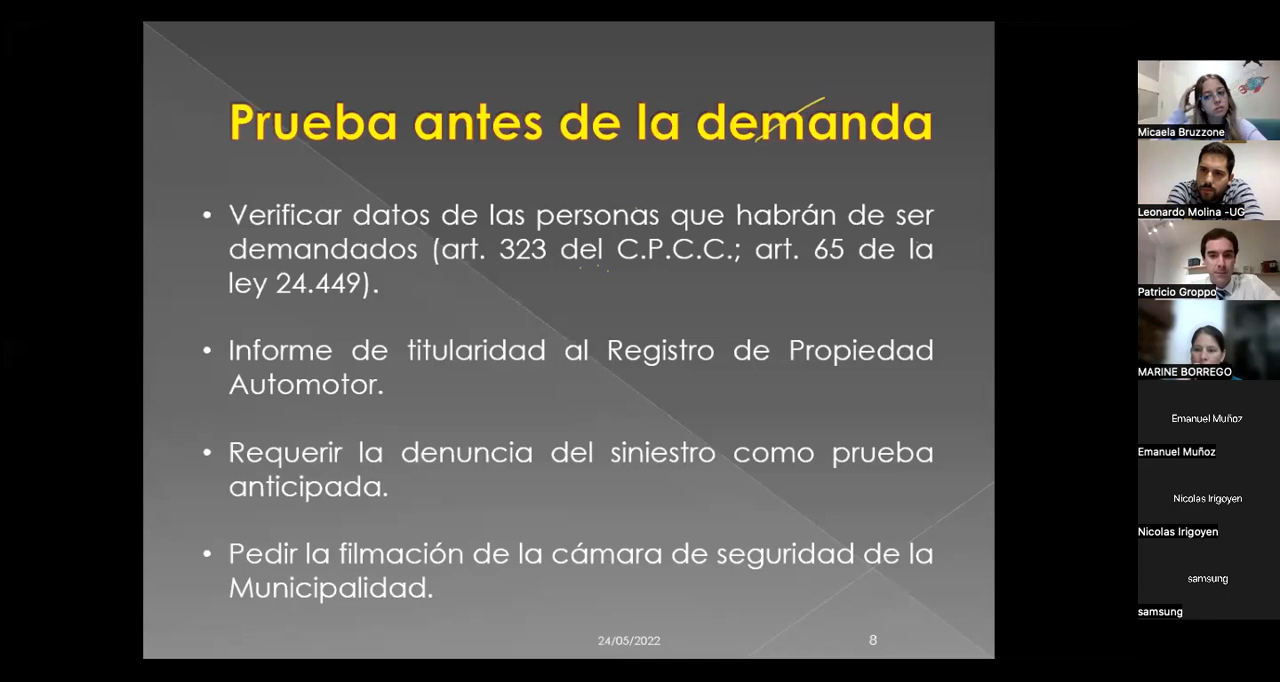 Prueba antes de la demanda
• Verificar datos de las personas que habrán de ser
demandados (art. 323 del C.P.C.C.; art. 65 de la
ley 24.449).
• Informe de titularidad al Registro de Propiedad
Automotor.
• Requerir la denuncia del siniestro como prueba
anticipada.
• Pedir la filmación de la cámara de seguridad de la
Municipalidad.
24/05/2022
8
Micaela Bruzzone
Leonardo Molina -UG
Patricio Groppo
MARINE BORREGO
Emanuel Muñoz
Emanuel Muñoz
Nicolas Irigoyen
Nicolas Irigoyen
samsung
samsung